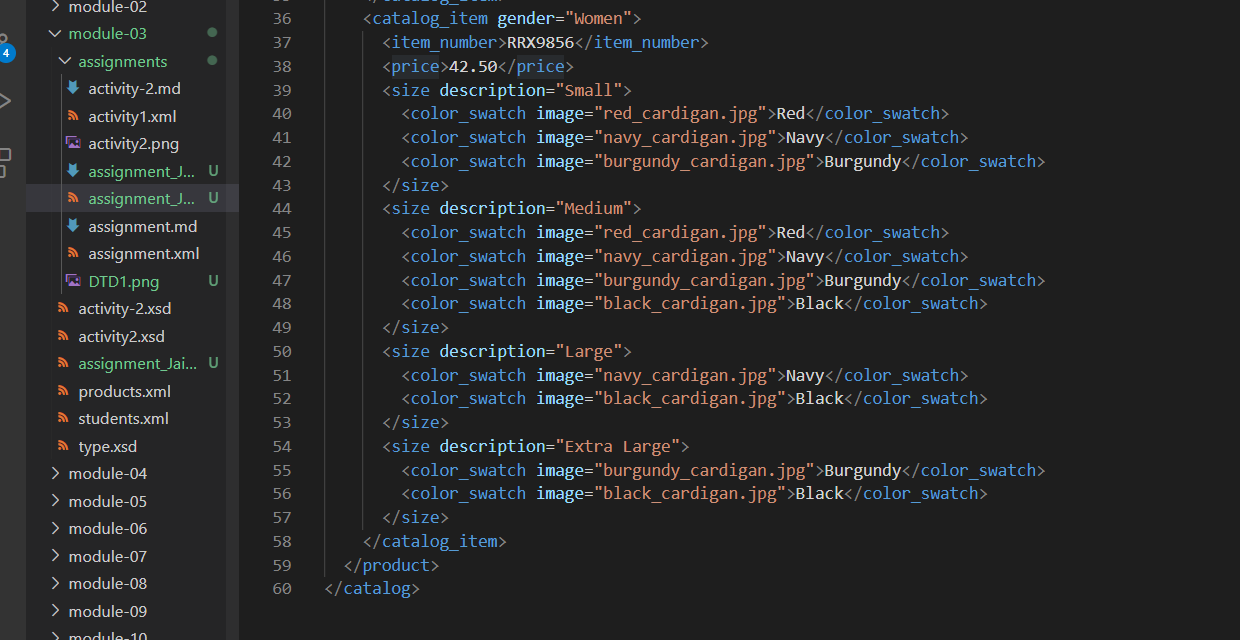 module-02
module-03
assignments
activity-2.md
activity1.xml
activity2.png
assignment_J... U
assignment_J... U
assignment.md
assignment.xml
DTD1.png U
activity-2.xsd
activity2.xsd
assignment_Jai... U
products.xml
students.xml
type.xsd
module-04
module-05
module-06
module-07
module-08
module-09
module-10
4
36 <catalog_item gender="Women">
37 <item_number>RRX9856</item_number>
38 <price>42.50</price>
39 <size description="Small">
40 <color_swatch image="red_cardigan.jpg">Red</color_swatch>
41 <color_swatch image="navy_cardigan.jpg">Navy</color_swatch>
42 <color_swatch image="burgundy_cardigan.jpg">Burgundy</color_swatch>
43 </size>
44 <size description="Medium">
45 <color_swatch image="red_cardigan.jpg">Red</color_swatch>
46 <color_swatch image="navy_cardigan.jpg">Navy</color_swatch>
47 <color_swatch image="burgundy_cardigan.jpg">Burgundy</color_swatch>
48 <color_swatch image="black_cardigan.jpg">Black</color_swatch>
49 </size>
50 <size description="Large">
51 <color_swatch image="navy_cardigan.jpg">Navy</color_swatch>
52 <color_swatch image="black_cardigan.jpg">Black</color_swatch>
53 </size>
54 <size description="Extra Large">
55 <color_swatch image="burgundy_cardigan.jpg">Burgundy</color_swatch>
56 <color_swatch image="black_cardigan.jpg">Black</color_swatch>
57 </size>
58 </catalog_item>
59 </product>
60 </catalog>